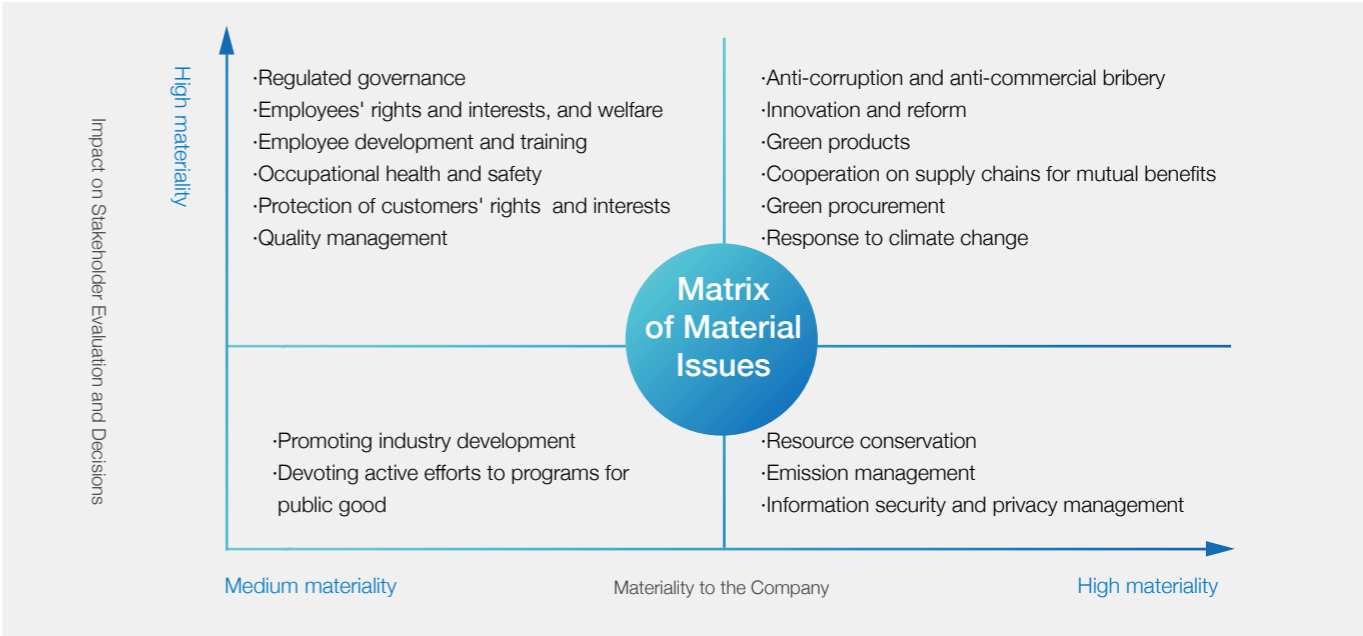 High materiality
Impact on Stakeholder Evaluation and Decisions
·Regulated governance
·Employees' rights and interests, and welfare
·Employee development and training
·Occupational health and safety
·Protection of customers' rights  and interests
·Quality management
·Anti-corruption and anti-commercial bribery
·Innovation and reform
·Green products
·Cooperation on supply chains for mutual benefits
·Green procurement
·Response to climate change
Matrix
of Material
Issues
·Promoting industry development
·Devoting active efforts to programs for
public good
·Resource conservation
·Emission management
·Information security and privacy management
Medium materiality
Materiality to the Company
High materiality